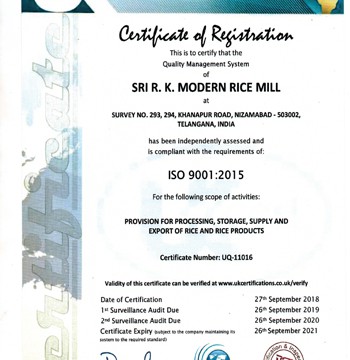 Certificate of Registration
This is to certify that the
Quality Management System
of
SRI R. K. MODERN RICE MILL
at
SURVEY NO. 293, 294, KHANAPUR ROAD, NIZAMABAD - 503002,
TELANGANA, INDIA
has been independently assessed and
is compliant with the requirements of:
ISO 9001:2015
For the following scope of activities:
PROVISION FOR PROCESSING, STORAGE, SUPPLY AND
EXPORT OF RICE AND RICE PRODUCTS
Certificate Number: UQ-11016
Validity of this certificate can be verified at www.ukcertifications.co.uk/verify
Date of Certification 27th September 2018
1st Surveillance Audit Due 26th September 2019
2nd Surveillance Audit Due 26th September 2020
Certificate Expiry (subject to the company maintaining its 26th September 2021
system to the required standard)
Certificate